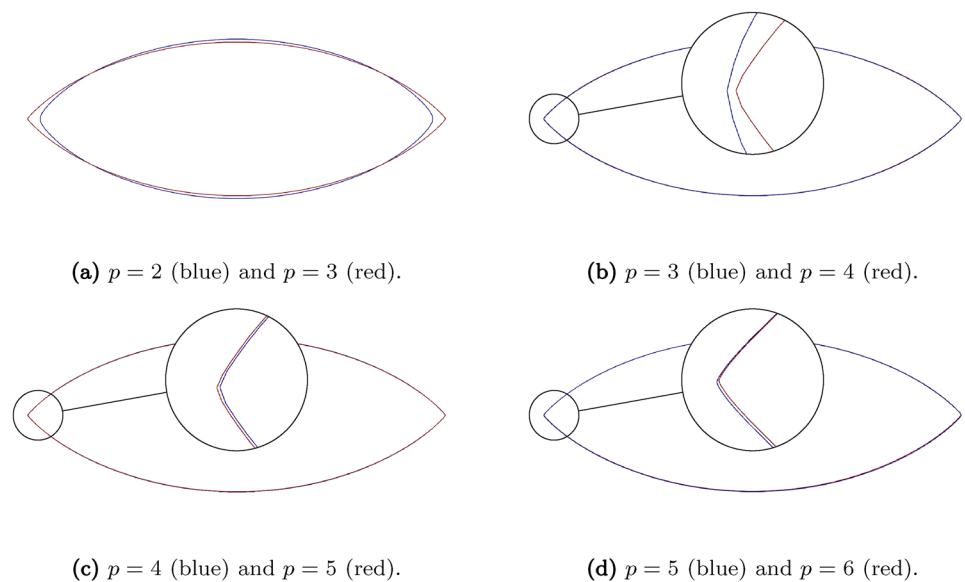 (a) p = 2 (blue) and p = 3 (red).
(b) p = 3 (blue) and p = 4 (red).
(c) p = 4 (blue) and p = 5 (red).
(d) p = 5 (blue) and p = 6 (red).